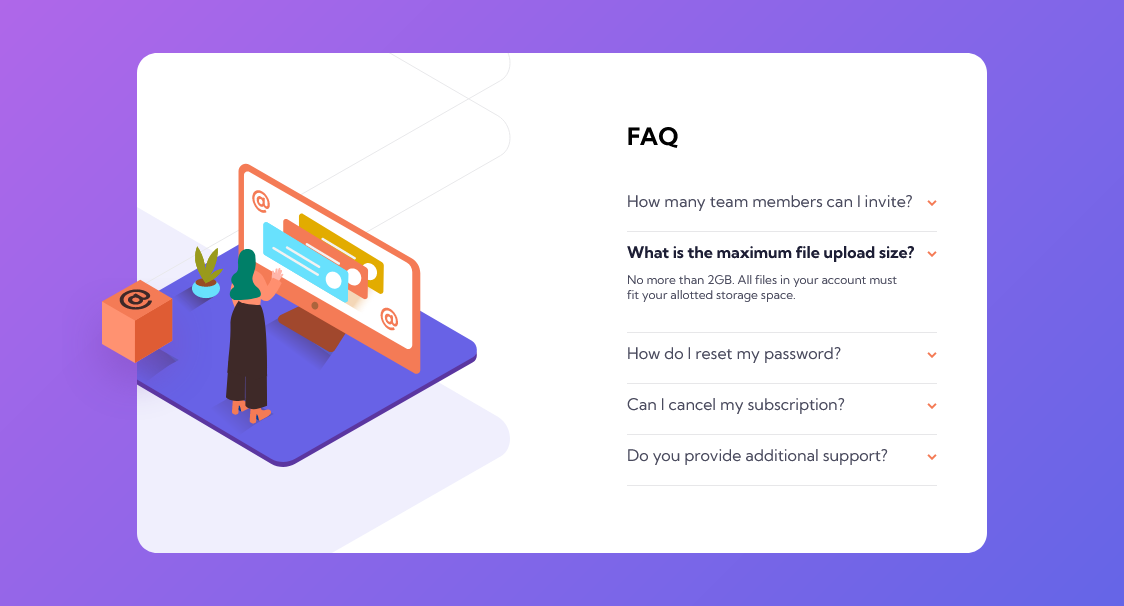 FAQ
How many team members can I invite?
What is the maximum file upload size?
No more than 2GB. All files in your account must
fit your allotted storage space.
How do I reset my password?
Can I cancel my subscription?
Do you provide additional support?
@
@
@